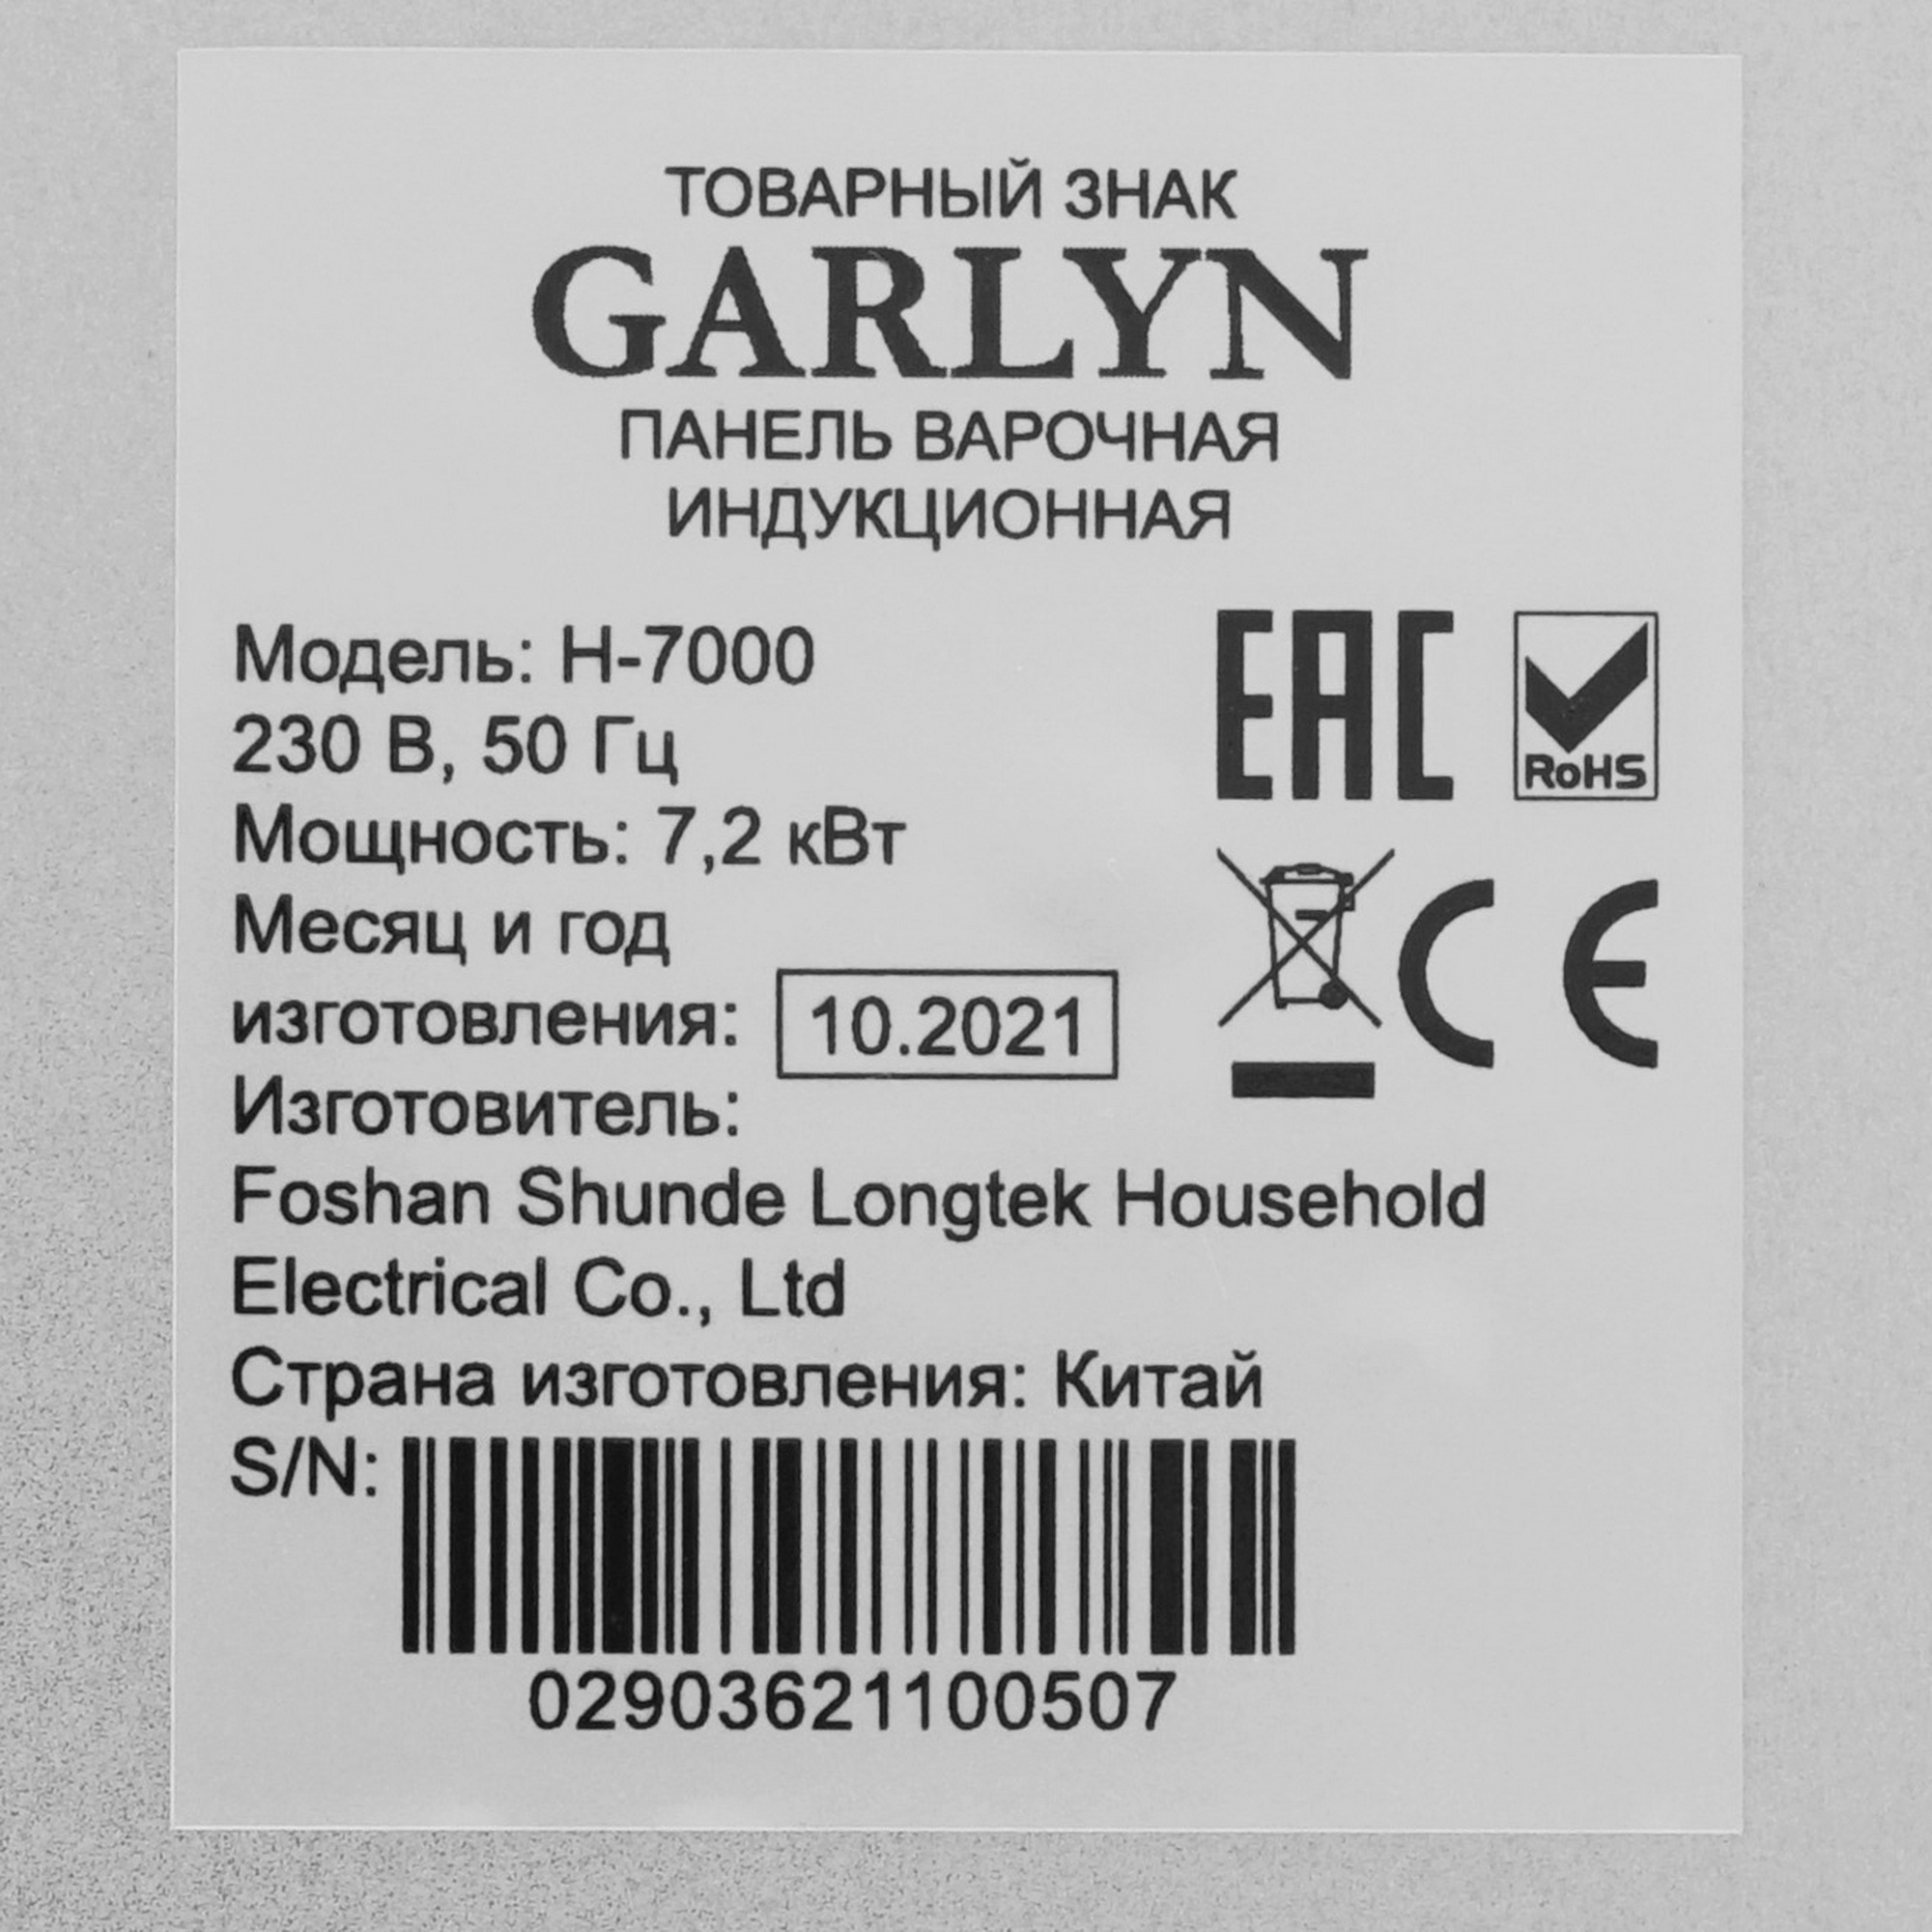 ТОВАРНЫЙ ЗНАК
GARLYN
ПАНЕЛЬ ВАРОЧНАЯ
ИНДУКЦИОННАЯ
Модель: H-7000
230 В, 50 Гц
Мощность: 7,2 кВт
Месяц и год
изготовления: 10.2021
Изготовитель:
Foshan Shunde Longtek Household
Electrical Co., Ltd
Страна изготовления: Китай
S/N:
02903621100507
EAC
RoHS
CE